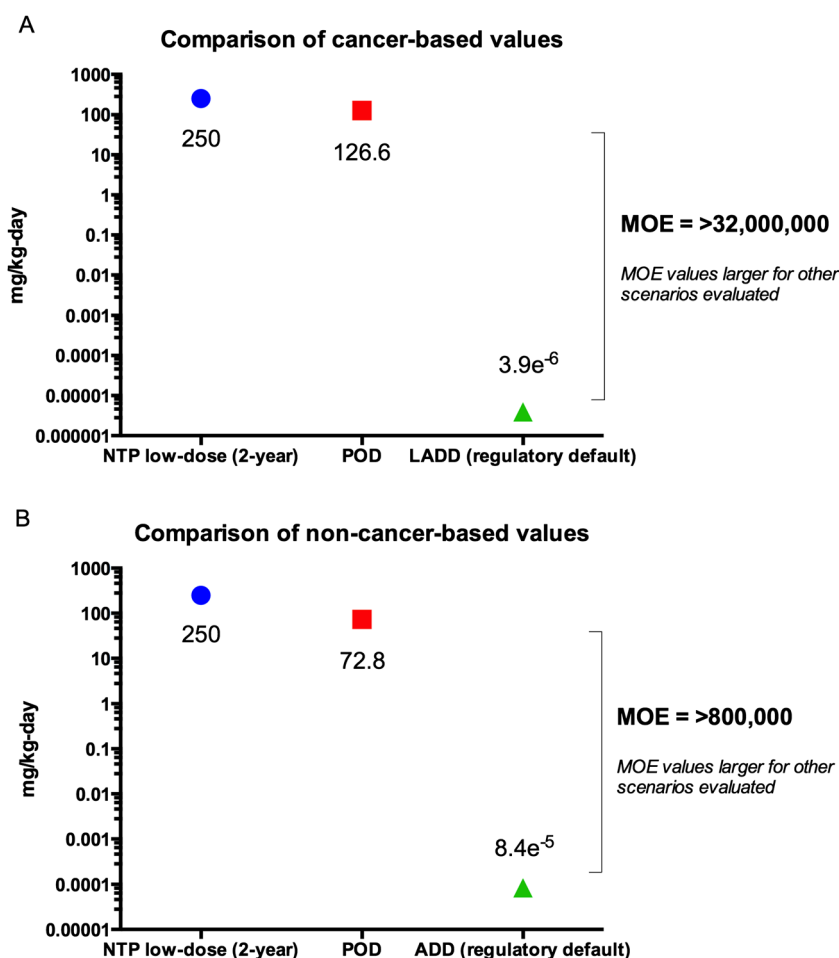 A
Comparison of cancer-based values
1000
100
10
1
0.1
0.01
0.001
0.0001
0.00001
0.000001
mg/kg-day
250
126.6
3.9e-6
NTP low-dose (2-year)
POD
LADD (regulatory default)
MOE = >32,000,000
MOE values larger for other
scenarios evaluated
B
Comparison of non-cancer-based values
1000
100
10
1
0.1
0.01
0.001
0.0001
0.00001
mg/kg-day
250
72.8
8.4e-5
NTP low-dose (2-year)
POD
ADD (regulatory default)
MOE = >800,000
MOE values larger for other
scenarios evaluated